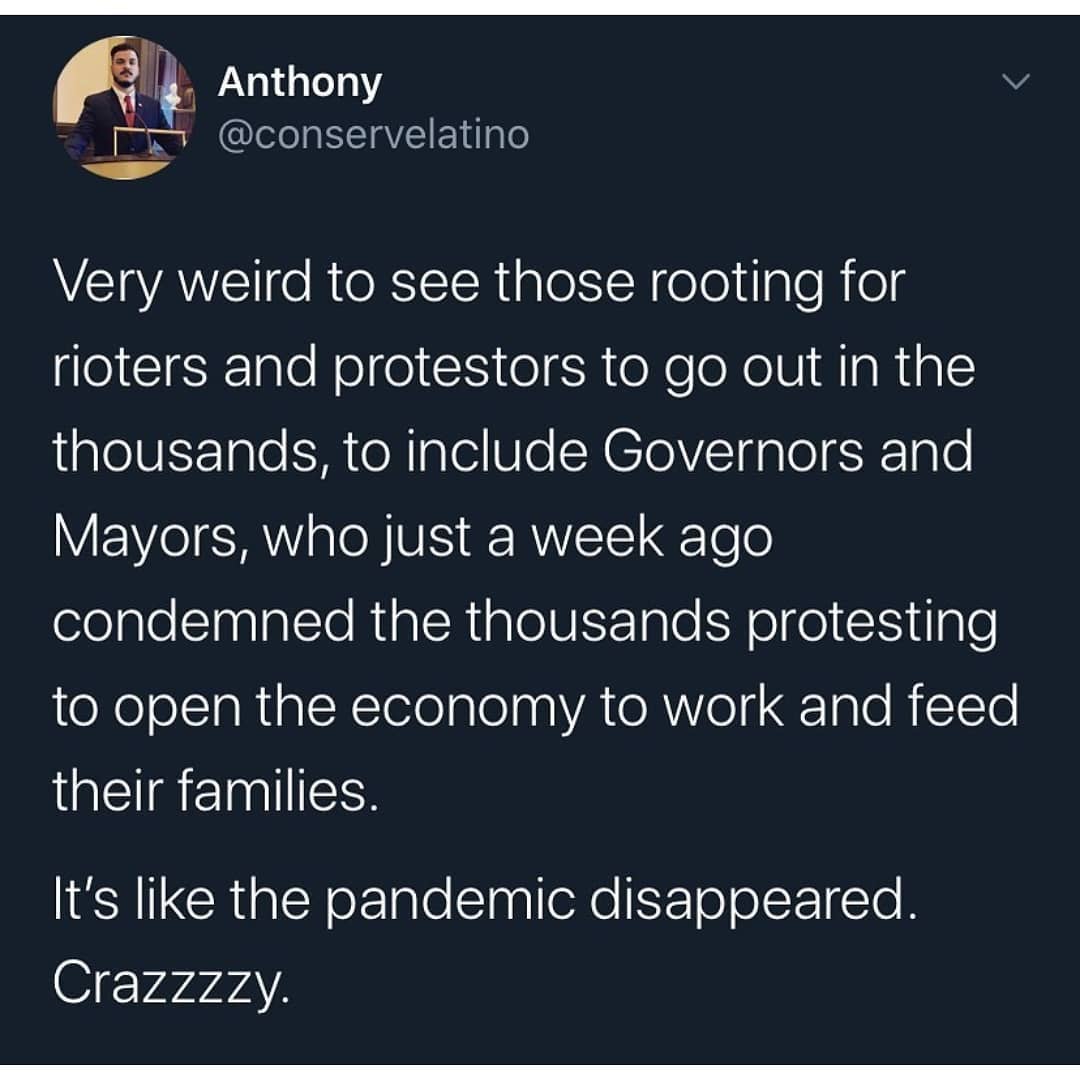 Anthony
@conservelatino
Very weird to see those rooting for
rioters and protestors to go out in the
thousands, to include Governors and
Mayors, who just a week ago
condemned the thousands protesting
to open the economy to work and feed
their families.
It's like the pandemic disappeared.
Crazzzzy.